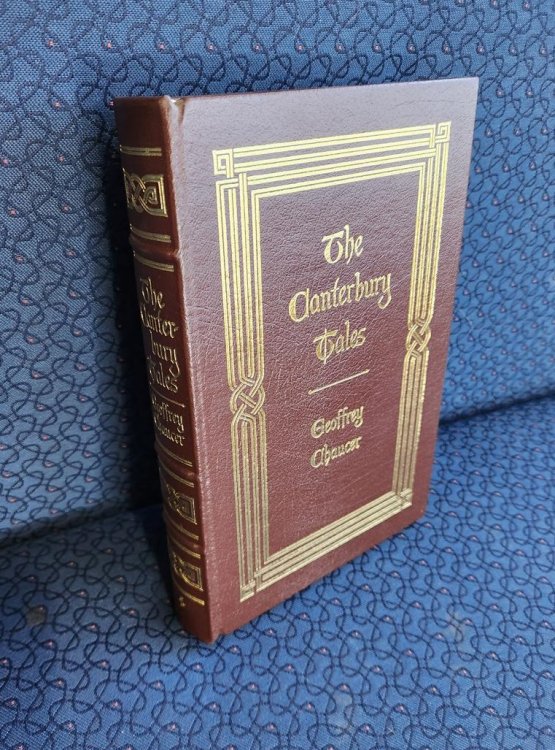 The
Canterbury
Tales
Geoffrey
Chaucer
The
Canter-
bury
Tales
Geoffrey
Chaucer